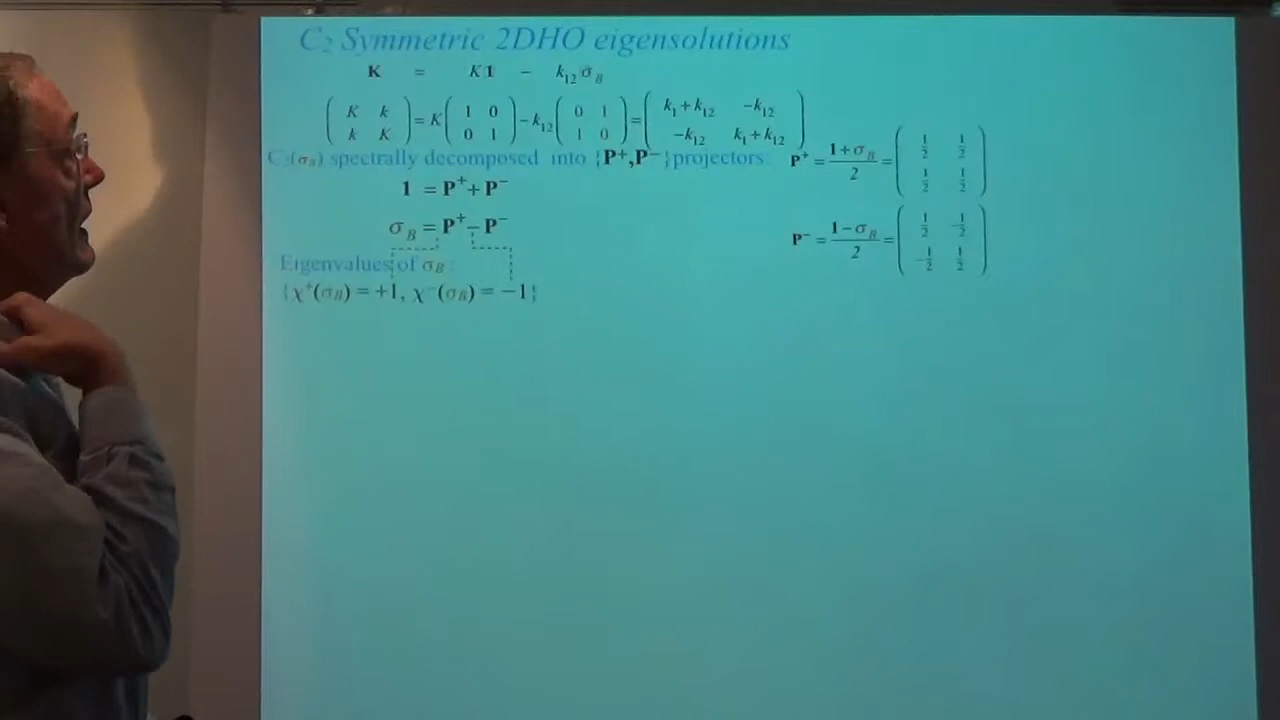 C₂ Symmetric 2DHO eigensolutions
K = K1 − k₁₂σ_B
( K k ; k K ) = K ( 1 0 ; 0 1 ) − k₁₂ ( 0 1 ; 1 0 ) = ( k₁+k₁₂ −k₁₂ ; −k₁₂ k₁+k₁₂ )
C₂(σ_B) spectrally decomposed into {P⁺,P⁻} projectors:
P⁺ = (1+σ_B)/2 = ( 1/2 1/2 ; 1/2 1/2 )
1 = P⁺+P⁻
σ_B = P⁺−P⁻
P⁻ = (1−σ_B)/2 = ( 1/2 −1/2 ; −1/2 1/2 )
Eigenvalues of σ_B:
{χ⁺(σ_B) = +1, χ⁻(σ_B) = −1}